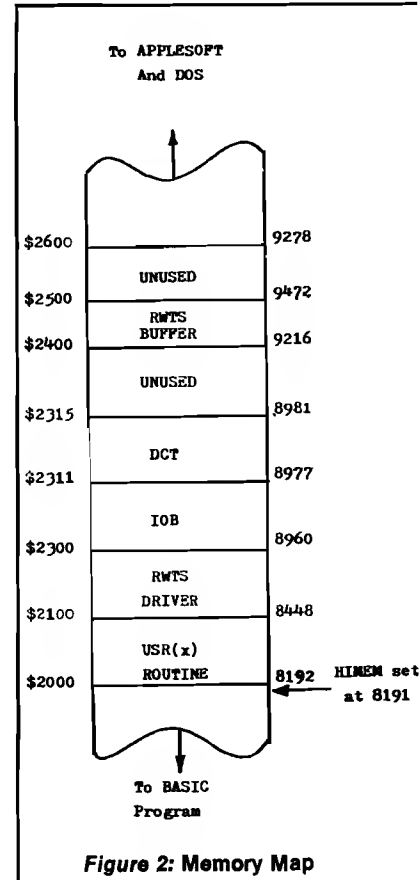 To APPLESOFT
And DOS
$2600
9278
UNUSED
$2500
9472
RWTS
BUFFER
$2400
9216
UNUSED
$2315
8981
DCT
$2311
8977
IOB
$2300
8960
RWTS
DRIVER
$2100
8448
USR(x)
ROUTINE
$2000
8192
HIMEM set
at 8191
To BASIC
Program
Figure 2: Memory Map